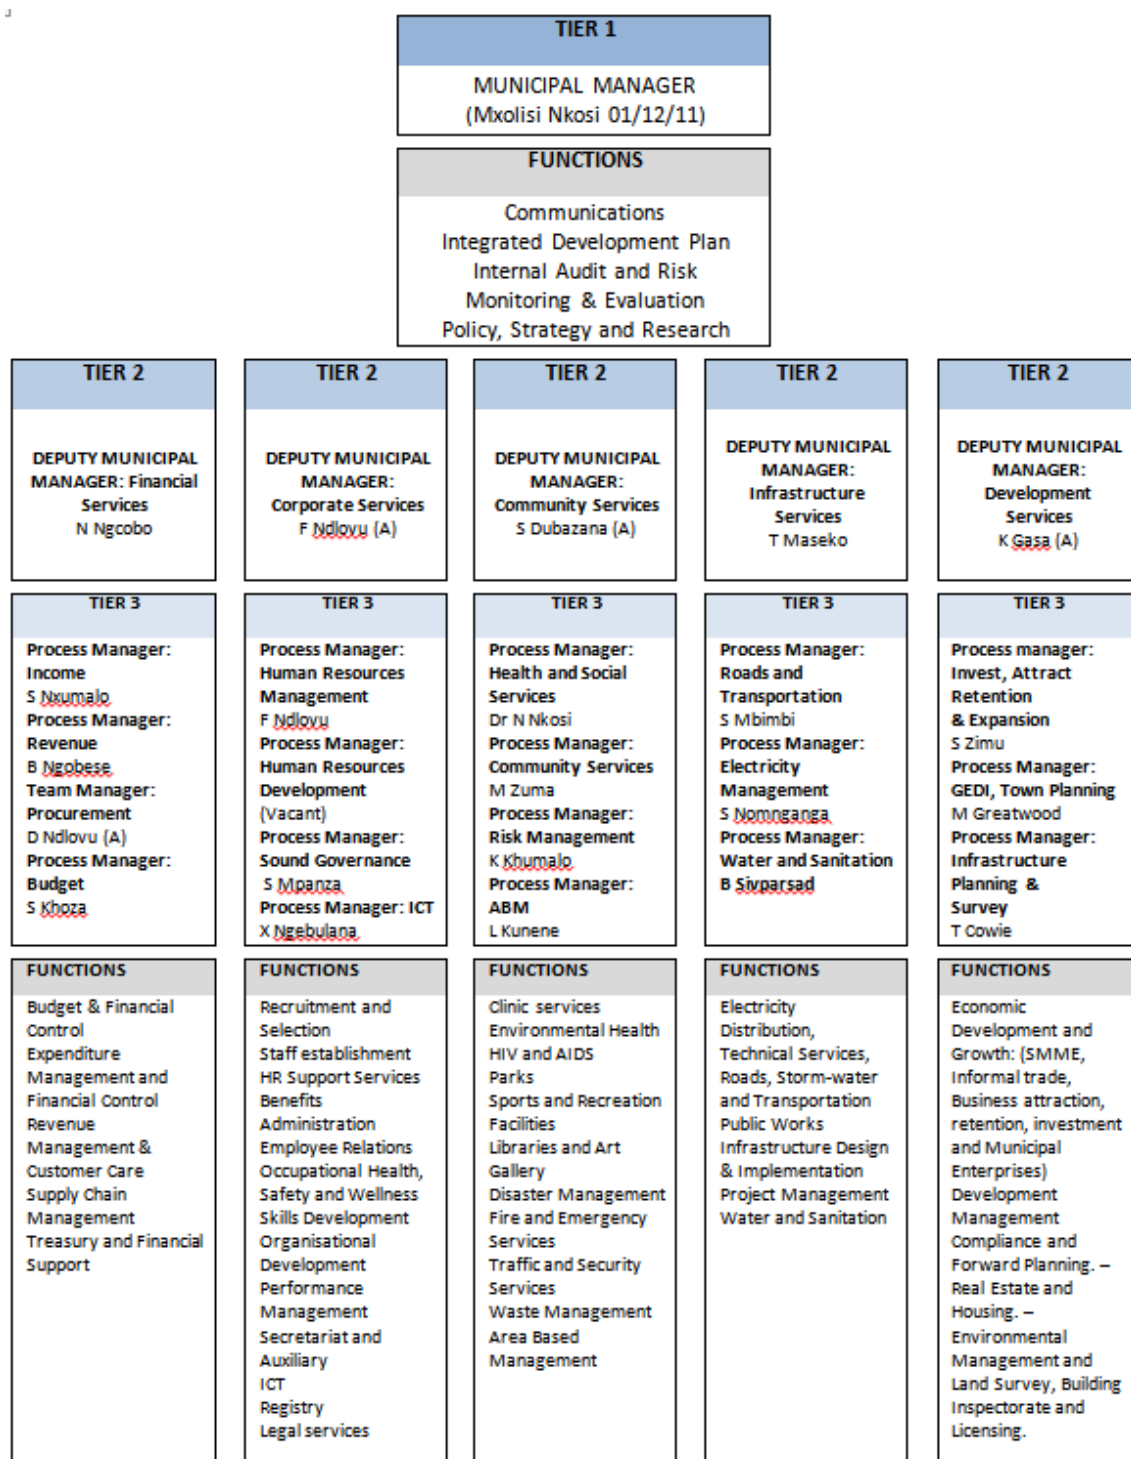 TIER 1
MUNICIPAL MANAGER
(Mxolisi Nkosi 01/12/11)
FUNCTIONS
Communications
Integrated Development Plan
Internal Audit and Risk
Monitoring & Evaluation
Policy, Strategy and Research
TIER 2
DEPUTY MUNICIPAL
MANAGER: Financial
Services
N Ngcobo
TIER 3
Process Manager:
Income
S Nxumalo
Process Manager:
Revenue
B Ngobese
Team Manager:
Procurement
D Ndlovu (A)
Process Manager:
Budget
S Khoza
FUNCTIONS
Budget & Financial
Control
Expenditure
Management and
Financial Control
Revenue
Management &
Customer Care
Supply Chain
Management
Treasury and Financial
Support
TIER 2
DEPUTY MUNICIPAL
MANAGER:
Corporate Services
F Ndlovu (A)
TIER 3
Process Manager:
Human Resources
Management
F Ndlovu
Process Manager:
Human Resources
Development
(Vacant)
Process Manager:
Sound Governance
S Mpanza
Process Manager: ICT
X Ngebulana
FUNCTIONS
Recruitment and
Selection
Staff establishment
HR Support Services
Benefits
Administration
Employee Relations
Occupational Health,
Safety and Wellness
Skills Development
Organisational
Development
Performance
Management
Secretariat and
Auxiliary
ICT
Registry
Legal services
TIER 2
DEPUTY MUNICIPAL
MANAGER:
Community Services
S Dubazana (A)
TIER 3
Process Manager:
Health and Social
Services
Dr N Nkosi
Process Manager:
Community Services
M Zuma
Process Manager:
Risk Management
K Khumalo
Process Manager:
ABM
L Kunene
FUNCTIONS
Clinic services
Environmental Health
HIV and AIDS
Parks
Sports and Recreation
Facilities
Libraries and Art
Gallery
Disaster Management
Fire and Emergency
Services
Traffic and Security
Services
Waste Management
Area Based
Management
TIER 2
DEPUTY MUNICIPAL
MANAGER:
Infrastructure
Services
T Maseko
TIER 3
Process Manager:
Roads and
Transportation
S Mbimbi
Process Manager:
Electricity
Management
S Nomnganga
Process Manager:
Water and Sanitation
B Sivparsad
FUNCTIONS
Electricity
Distribution,
Technical Services,
Roads, Storm-water
and Transportation
Public Works
Infrastructure Design
& Implementation
Project Management
Water and Sanitation
TIER 2
DEPUTY MUNICIPAL
MANAGER:
Development
Services
K Gasa (A)
TIER 3
Process manager:
Invest, Attract
Retention
& Expansion
S Zimu
Process Manager:
GEDI, Town Planning
M Greatwood
Process Manager:
Infrastructure
Planning &
Survey
T Cowie
FUNCTIONS
Economic
Development and
Growth: (SMME,
Informal trade,
Business attraction,
retention, investment
and Municipal
Enterprises)
Development
Management
Compliance and
Forward Planning. –
Real Estate and
Housing. –
Environmental
Management and
Land Survey, Building
Inspectorate and
Licensing.